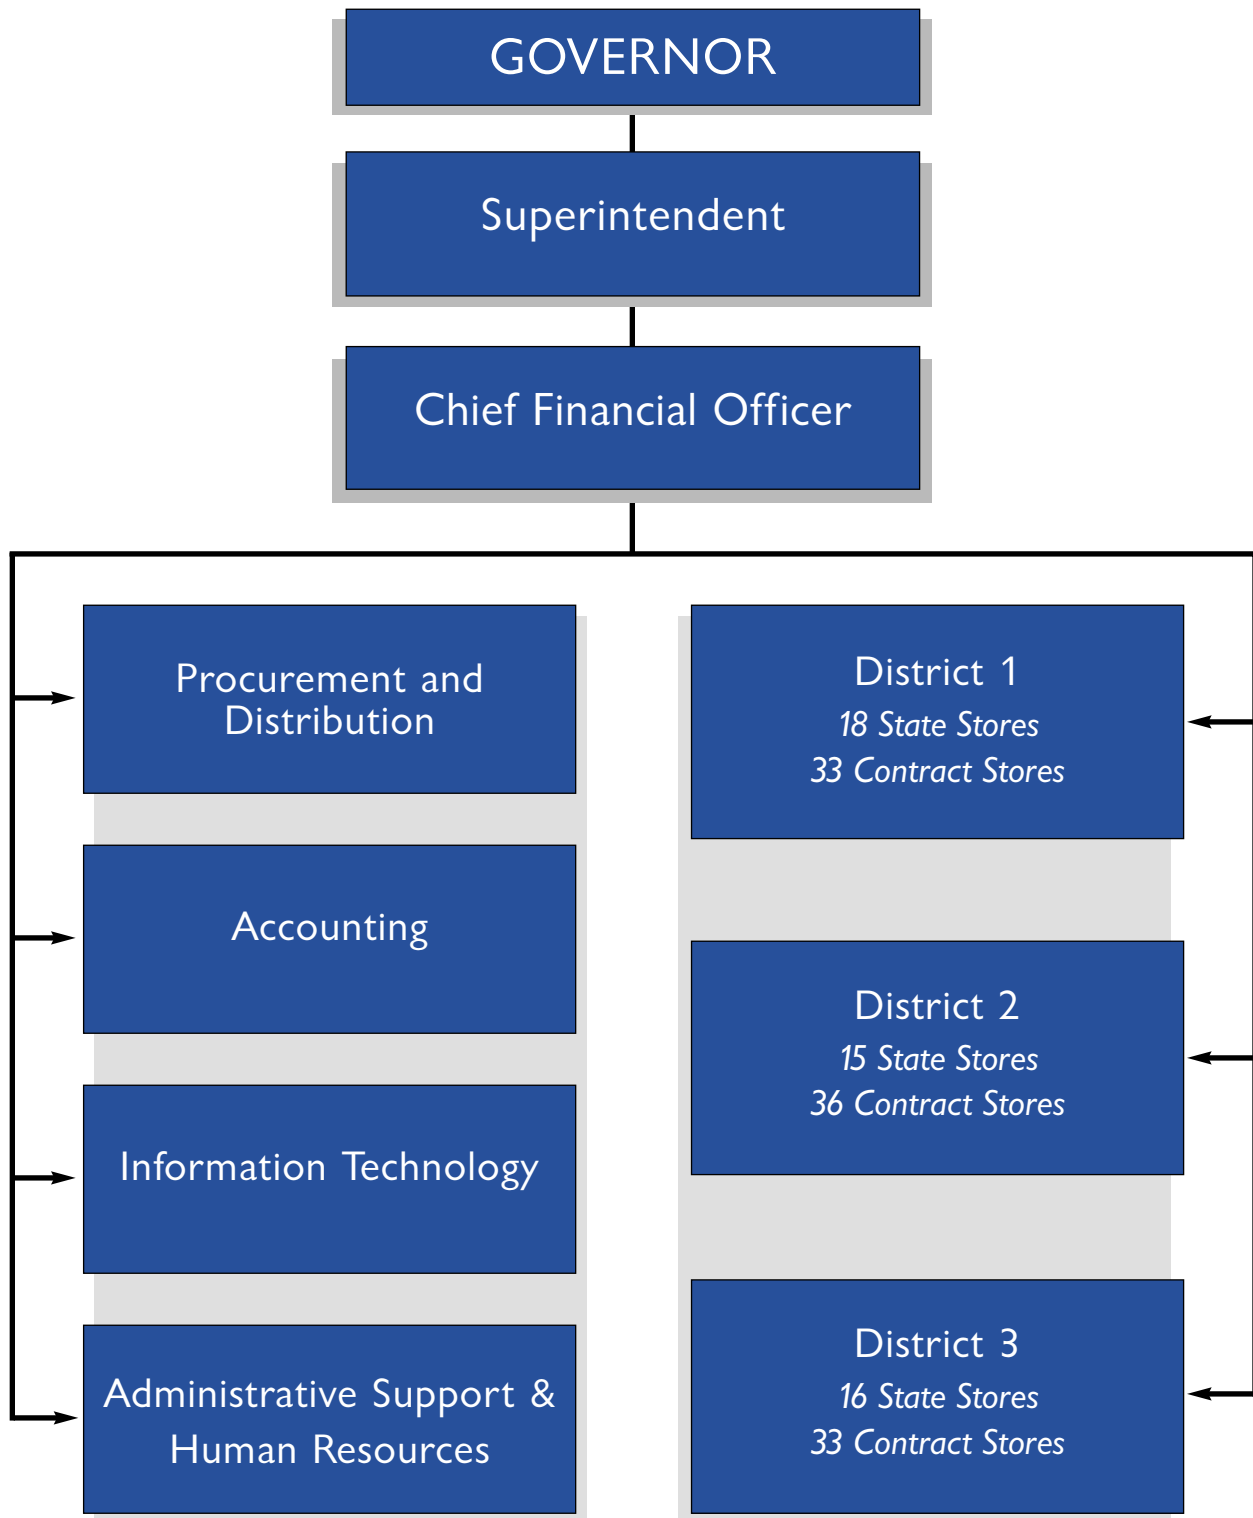 GOVERNOR
Superintendent
Chief Financial Officer
Procurement and
Distribution
Accounting
Information Technology
Administrative Support &
Human Resources
District 1
18 State Stores
33 Contract Stores
District 2
15 State Stores
36 Contract Stores
District 3
16 State Stores
33 Contract Stores